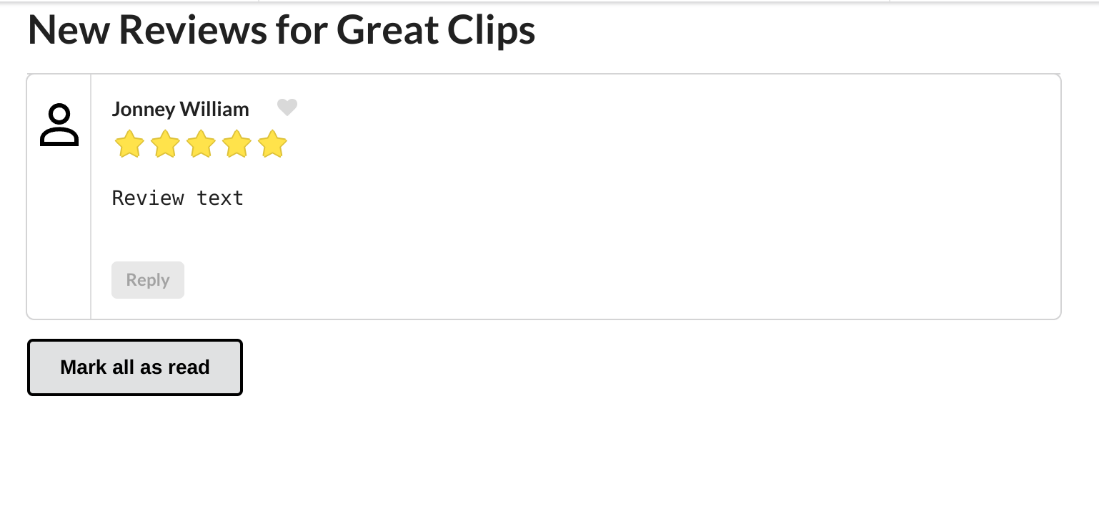 New Reviews for Great Clips
Jonney William
Review text
Reply
Mark all as read